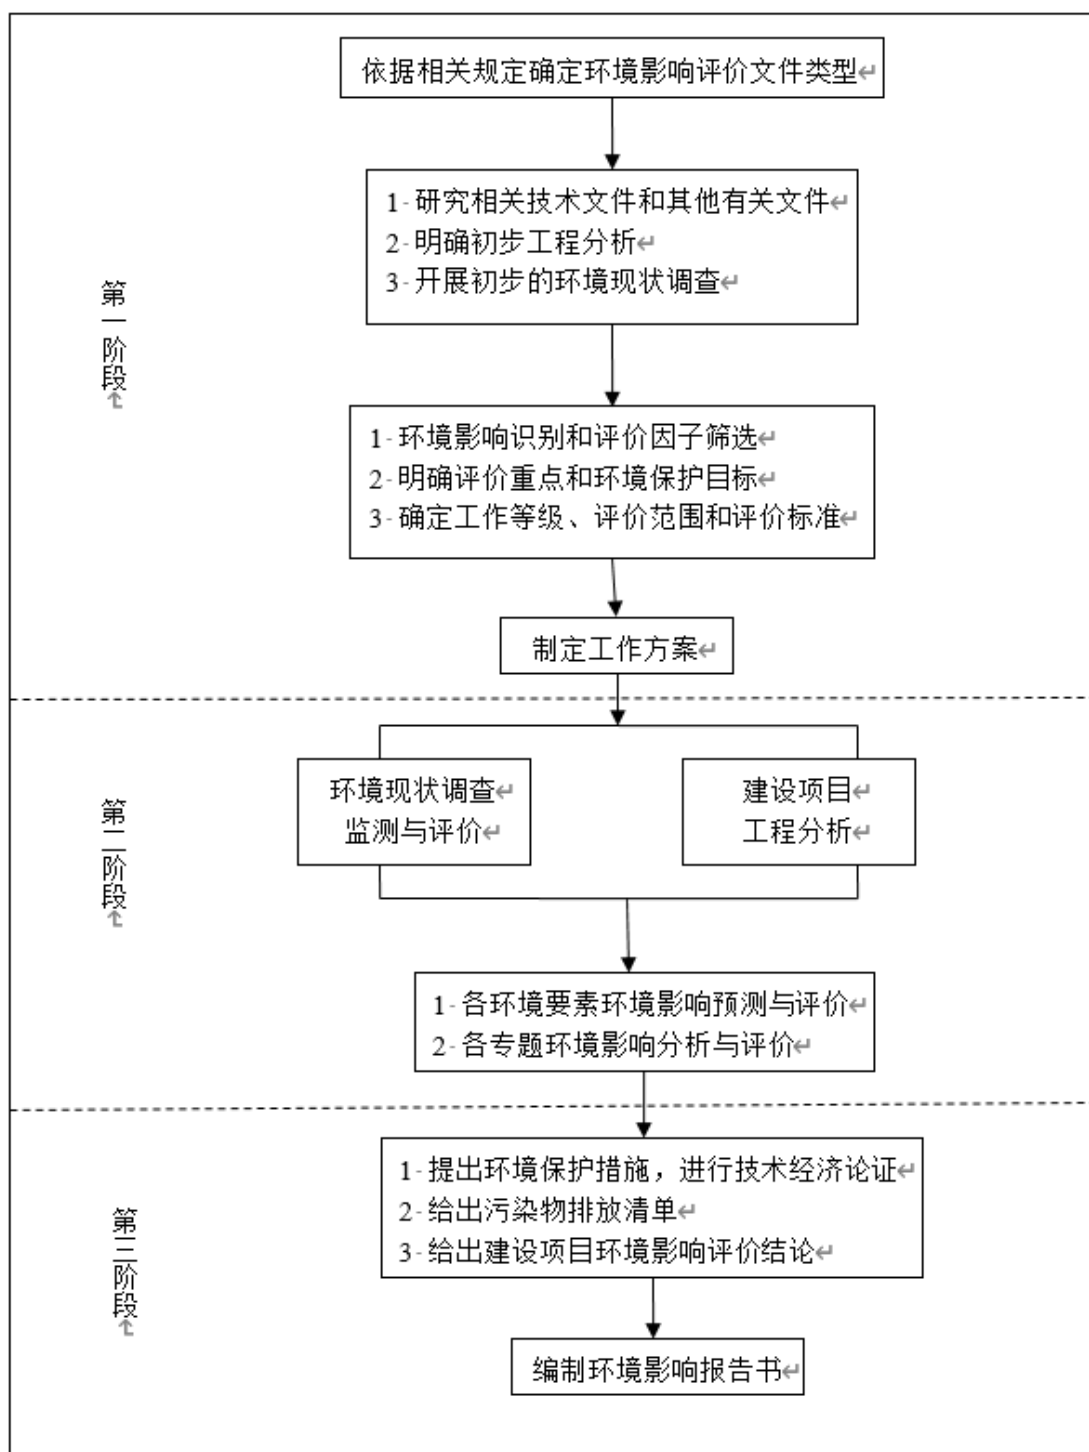 依据相关规定确定环境影响评价文件类型
1-研究相关技术文件和其他有关文件
2-明确初步工程分析
3-开展初步的环境现状调查
第一阶段
1-环境影响识别和评价因子筛选
2-明确评价重点和环境保护目标
3-确定工作等级、评价范围和评价标准
制定工作方案
第二阶段
环境现状调查
监测与评价
建设项目
工程分析
1-各环境要素环境影响预测与评价
2-各专题环境影响分析与评价
第三阶段
1-提出环境保护措施，进行技术经济论证
2-给出污染物排放清单
3-给出建设项目环境影响评价结论
编制环境影响报告书